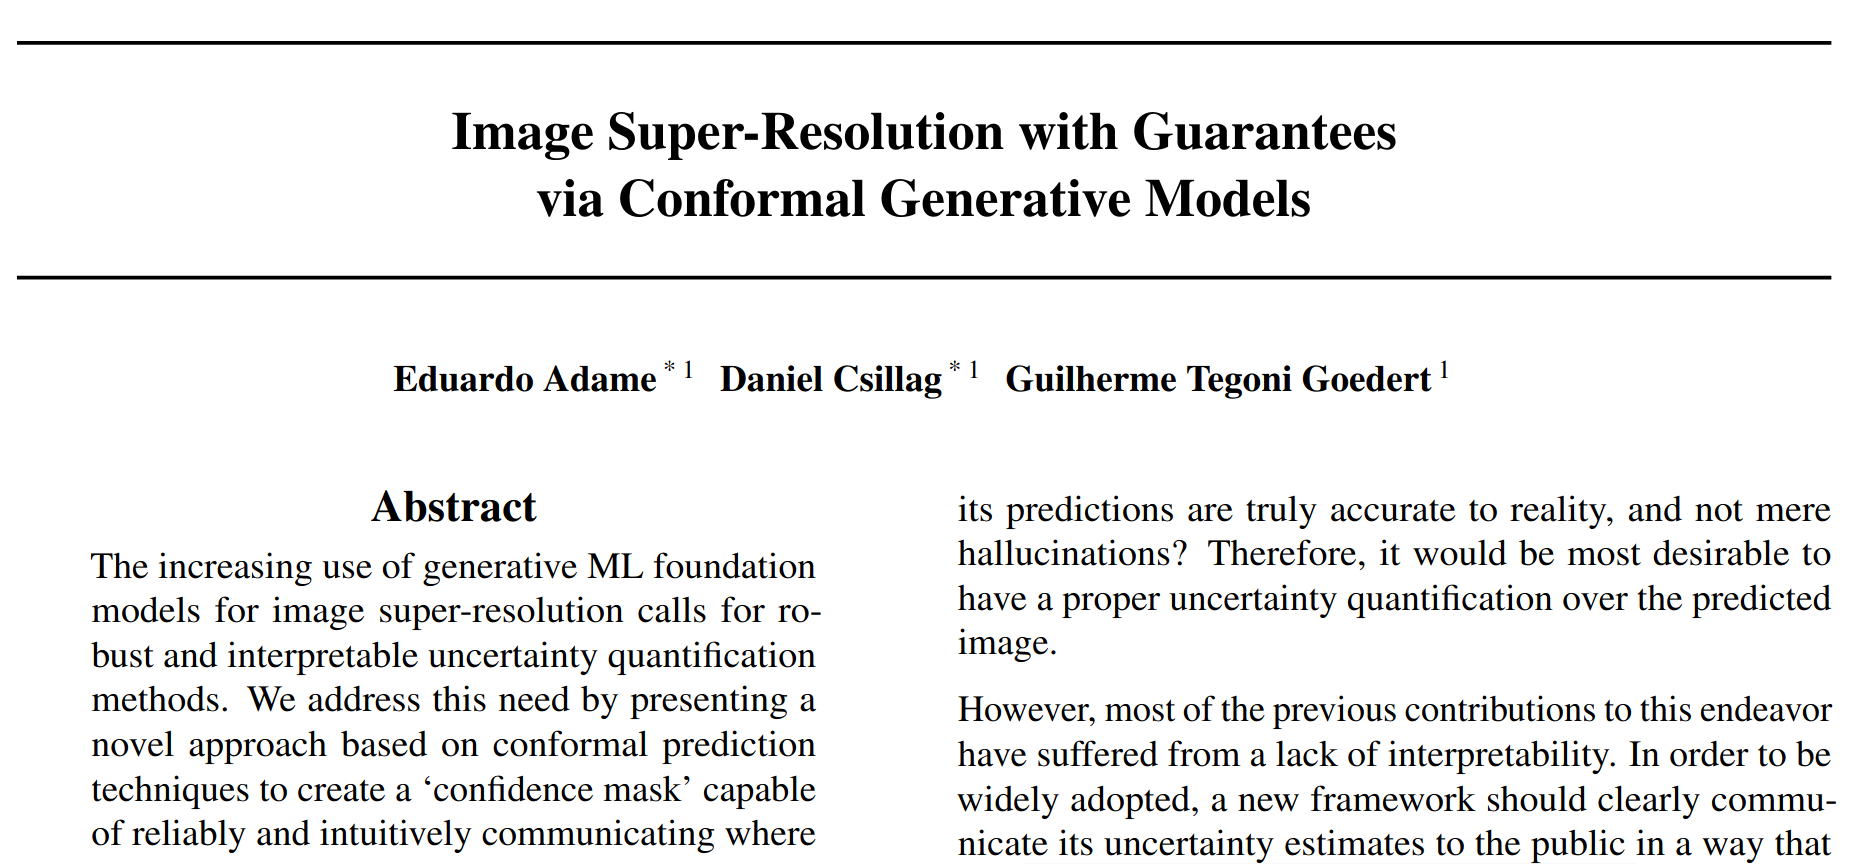 Image Super-Resolution with Guarantees
via Conformal Generative Models
Eduardo Adame * 1 Daniel Csillag * 1 Guilherme Tegoni Goedert 1
Abstract
The increasing use of generative ML foundation
models for image super-resolution calls for ro-
bust and interpretable uncertainty quantification
methods. We address this need by presenting a
novel approach based on conformal prediction
techniques to create a ‘confidence mask’ capable
of reliably and intuitively communicating where
its predictions are truly accurate to reality, and not mere
hallucinations? Therefore, it would be most desirable to
have a proper uncertainty quantification over the predicted
image.
However, most of the previous contributions to this endeavor
have suffered from a lack of interpretability. In order to be
widely adopted, a new framework should clearly commu-
nicate its uncertainty estimates to the public in a way that